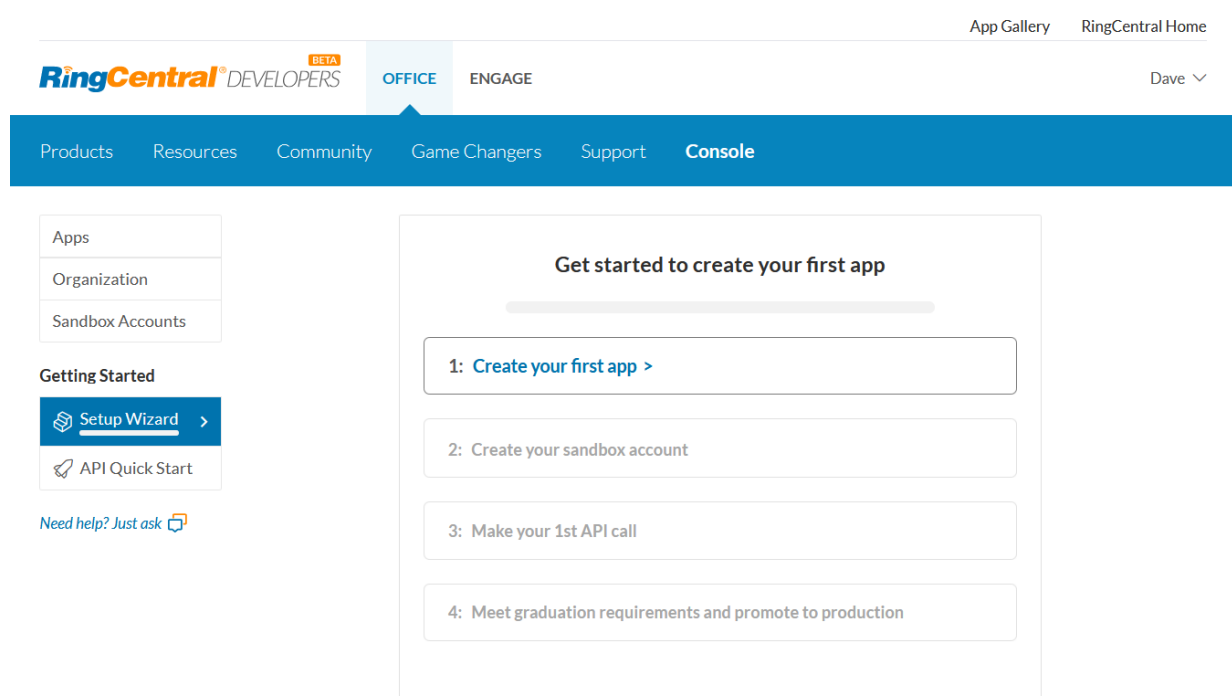 App Gallery RingCentral Home
RingCentral® DEVELOPERS BETA OFFICE ENGAGE Dave
Products Resources Community Game Changers Support Console
Apps
Organization
Sandbox Accounts
Getting Started
Setup Wizard
API Quick Start
Need help? Just ask
Get started to create your first app
1: Create your first app >
2: Create your sandbox account
3: Make your 1st API call
4: Meet graduation requirements and promote to production